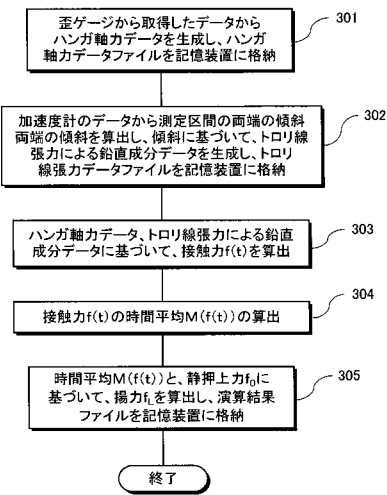 歪ゲージから取得したデータから
ハンガ軸力データを生成し、ハンガ
軸力データファイルを記憶装置に格納
301
加速度計のデータから測定区間の両端の傾斜
両端の傾斜を算出し、傾斜に基づいて、トロリ線
張力による鉛直成分データを生成し、トロリ
線張力データファイルを記憶装置に格納
302
ハンガ軸力データ、トロリ線張力による鉛直
成分データに基づいて、接触力f(t)を算出
303
接触力f(t)の時間平均M(f(t))の算出
304
時間平均M(f(t))と、静押上力f₀に
基づいて、揚力f_Lを算出し、演算結果
ファイルを記憶装置に格納
305
終了